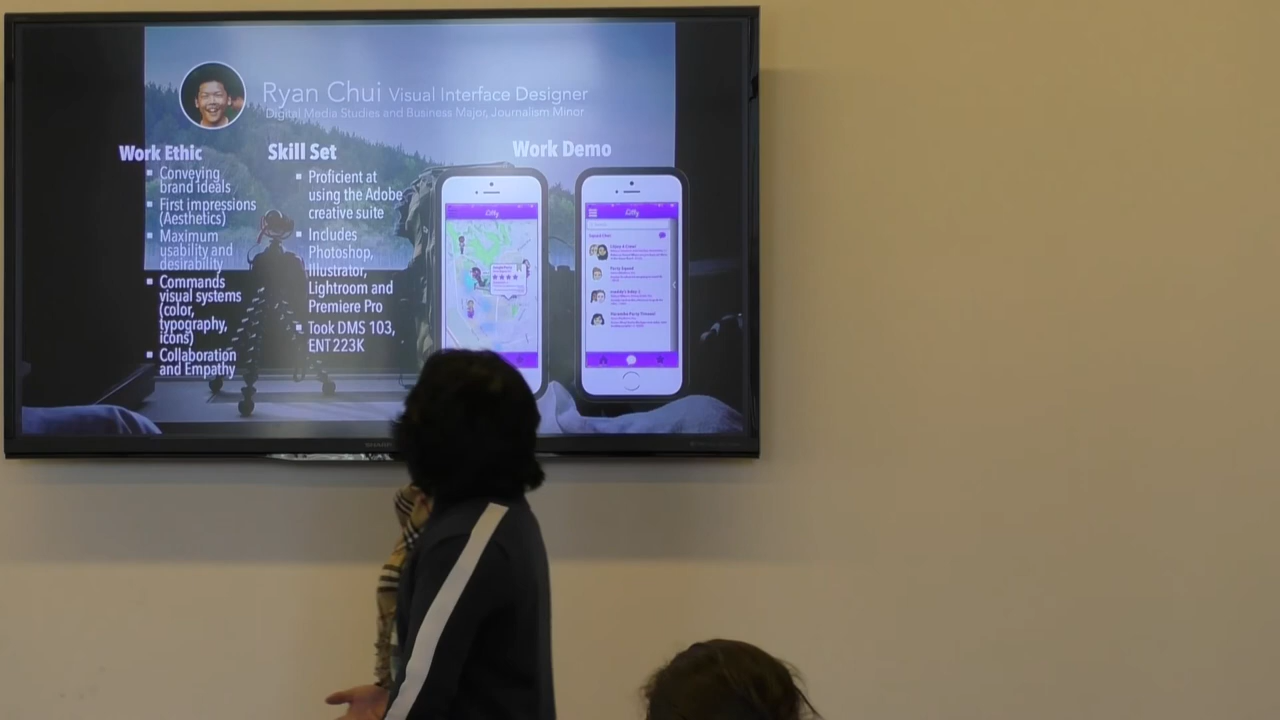 Ryan Chui Visual Interface Designer
Digital Media Studies and Business Major, Journalism Minor
Work Ethic
Conveying
brand ideals
First impressions
(Aesthetics)
Maximum
usability and
desirability
Commands
visual systems
(color,
typography,
icons)
Collaboration
and Empathy
Skill Set
Proficient at
using the Adobe
creative suite
Includes
Photoshop,
Illustrator,
Lightroom and
Premiere Pro
Took DMS 103,
ENT 223K
Work Demo
SHARP